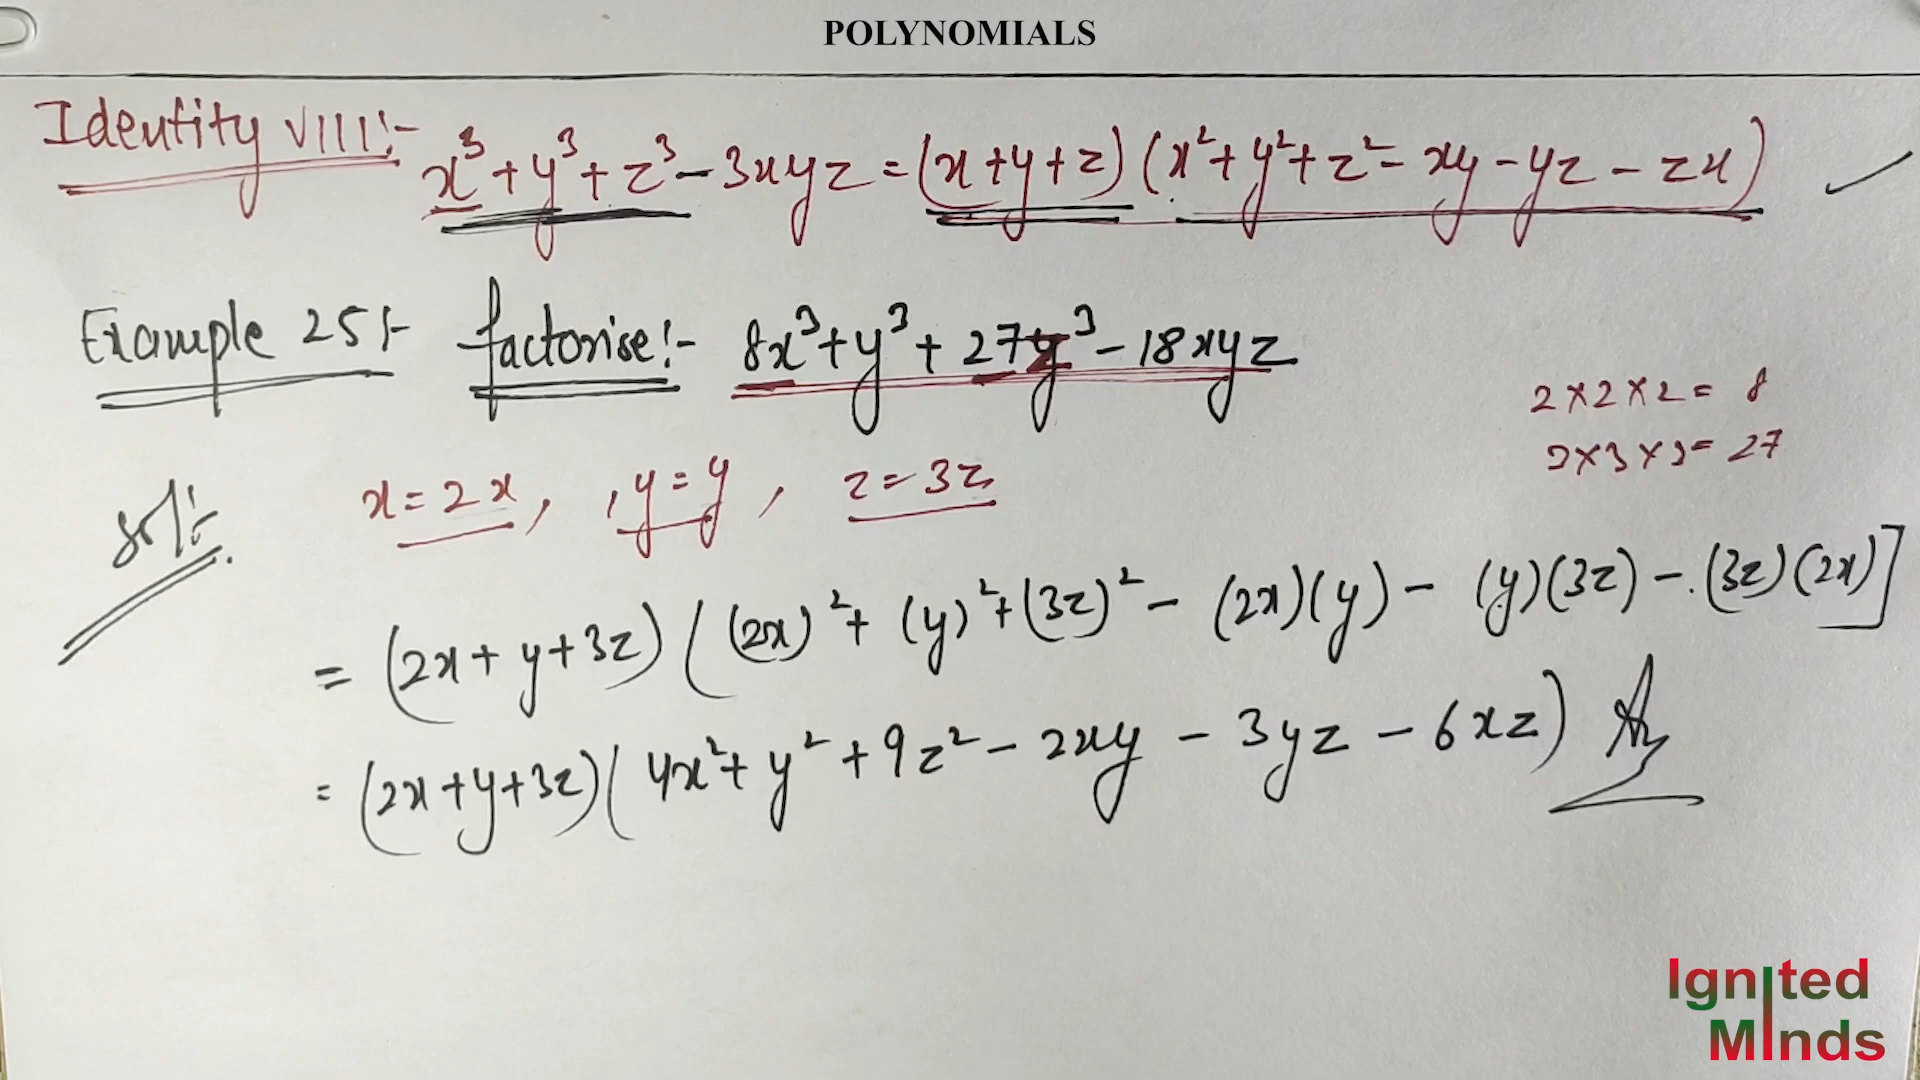 POLYNOMIALS
Identity VIII:- x³ + y³ + z³ - 3xyz = (x + y + z) (x² + y² + z² - xy - yz - zx)
Example 25:- factorise:- 8x³ + y³ + 27z³ - 18xyz
2 × 2 × 2 = 8
3 × 3 × 3 = 27
Sol:- x = 2x, , y = y, z = 3z
= (2x + y + 3z) ( (2x)² + (y)² + (3z)² - (2x)(y) - (y)(3z) - (3z)(2x) ]
= (2x + y + 3z) ( 4x² + y² + 9z² - 2xy - 3yz - 6xz) Ans
Ignited
Minds